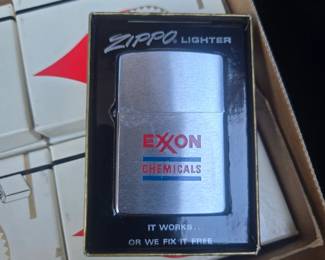 ZIPPO LIGHTER
EXXON
CHEMICALS
IT WORKS...
OR WE FIX IT FREE